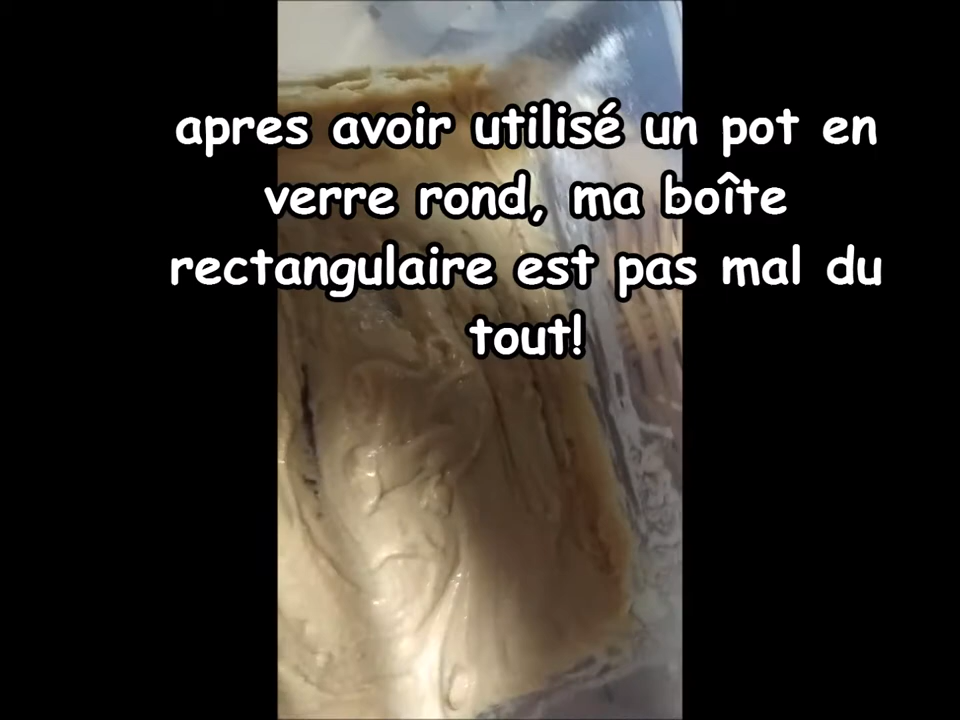 apres avoir utilisé un pot en
verre rond, ma boîte
rectangulaire est pas mal du
tout!